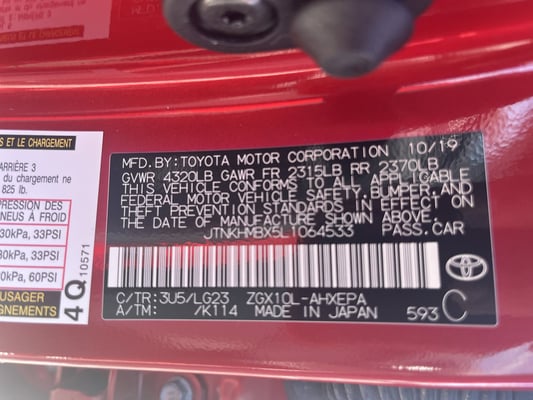 S ET LE CHARGEMENT
ARRIÈRE 3
du chargement ne
825 lb.
RESSION DES
NEUS À FROID
30kPa, 33PSI
30kPa, 33PSI
0kPa, 60PSI
USAGER
GNEMENTS
4Q 10571
MFD.BY: TOYOTA MOTOR CORPORATION 10/19
GVWR 4320LB GAWR FR 2315LB RR 2370LB
THIS VEHICLE CONFORMS TO ALL APPLICABLE
FEDERAL MOTOR VEHICLE SAFETY, BUMPER, AND
THEFT PREVENTION STANDARDS IN EFFECT ON
THE DATE OF MANUFACTURE SHOWN ABOVE.
JTNKHMBX5L1064533 PASS.CAR
C/TR: 3U5/LG23 ZGX10L-AHXEPA
A/TM: /K114 MADE IN JAPAN 593 C
TOYOTA